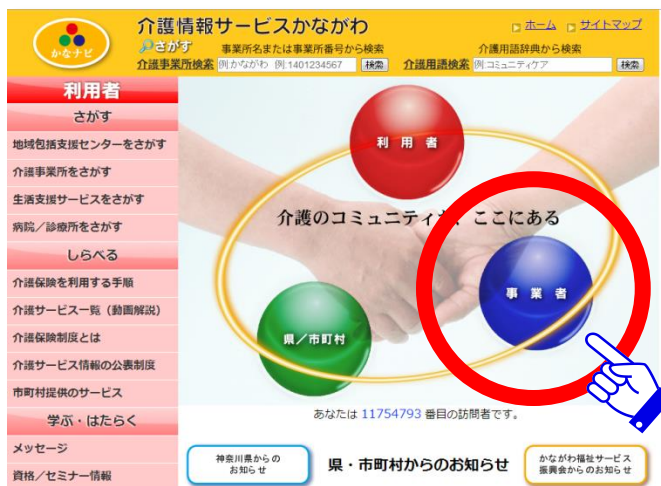 かなナビ
介護情報サービスかながわ
ホーム サイトマップ
さがす 事業所名または事業所番号から検索 介護用語辞典から検索
介護事業所検索 例:かながわ 例:1401234567 検索 介護用語検索 例:コミュニティケア 検索
利用者
さがす
地域包括支援センターをさがす
介護事業所をさがす
生活支援サービスをさがす
病院／診療所をさがす
しらべる
介護保険を利用する手順
介護サービス一覧（動画解説）
介護保険制度とは
介護サービス情報の公表制度
市町村提供のサービス
学ぶ・はたらく
メッセージ
資格／セミナー情報
利用者
介護のコミュニティ 、ここにある
事業者
県／市町村
あなたは 11754793 番目の訪問者です。
神奈川県からの
お知らせ
県・市町村からのお知らせ
かながわ福祉サービス
振興会からのお知らせ